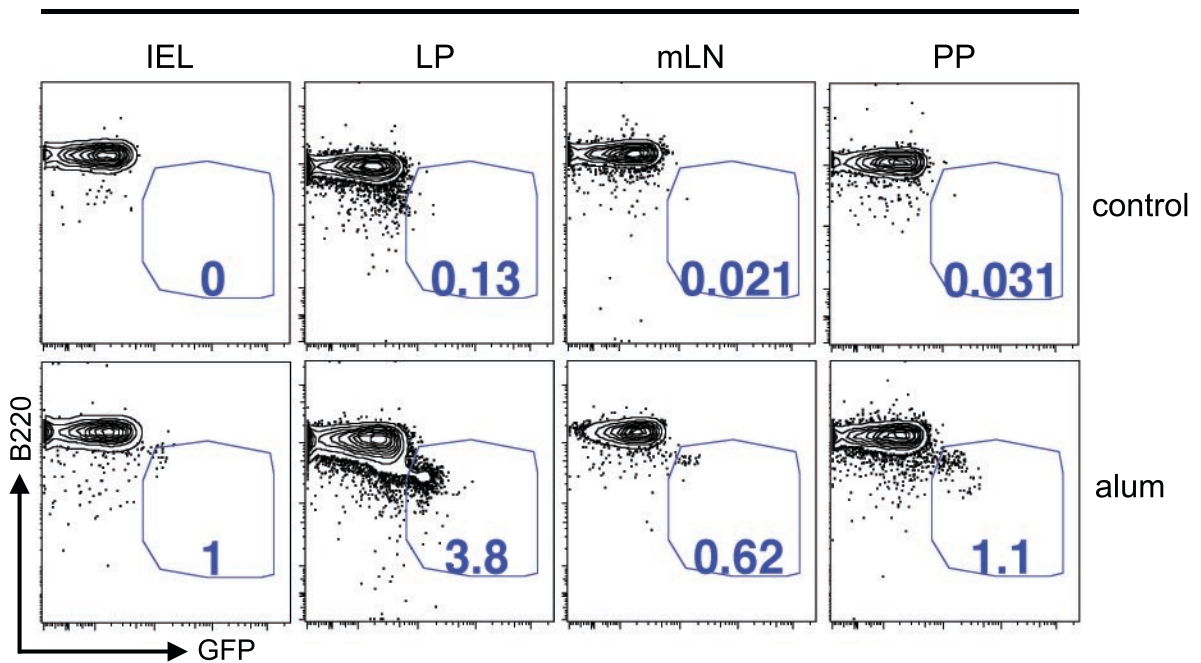 IEL LP mLN PP
0 0.13 0.021 0.031
control
1 3.8 0.62 1.1
alum
B220
GFP